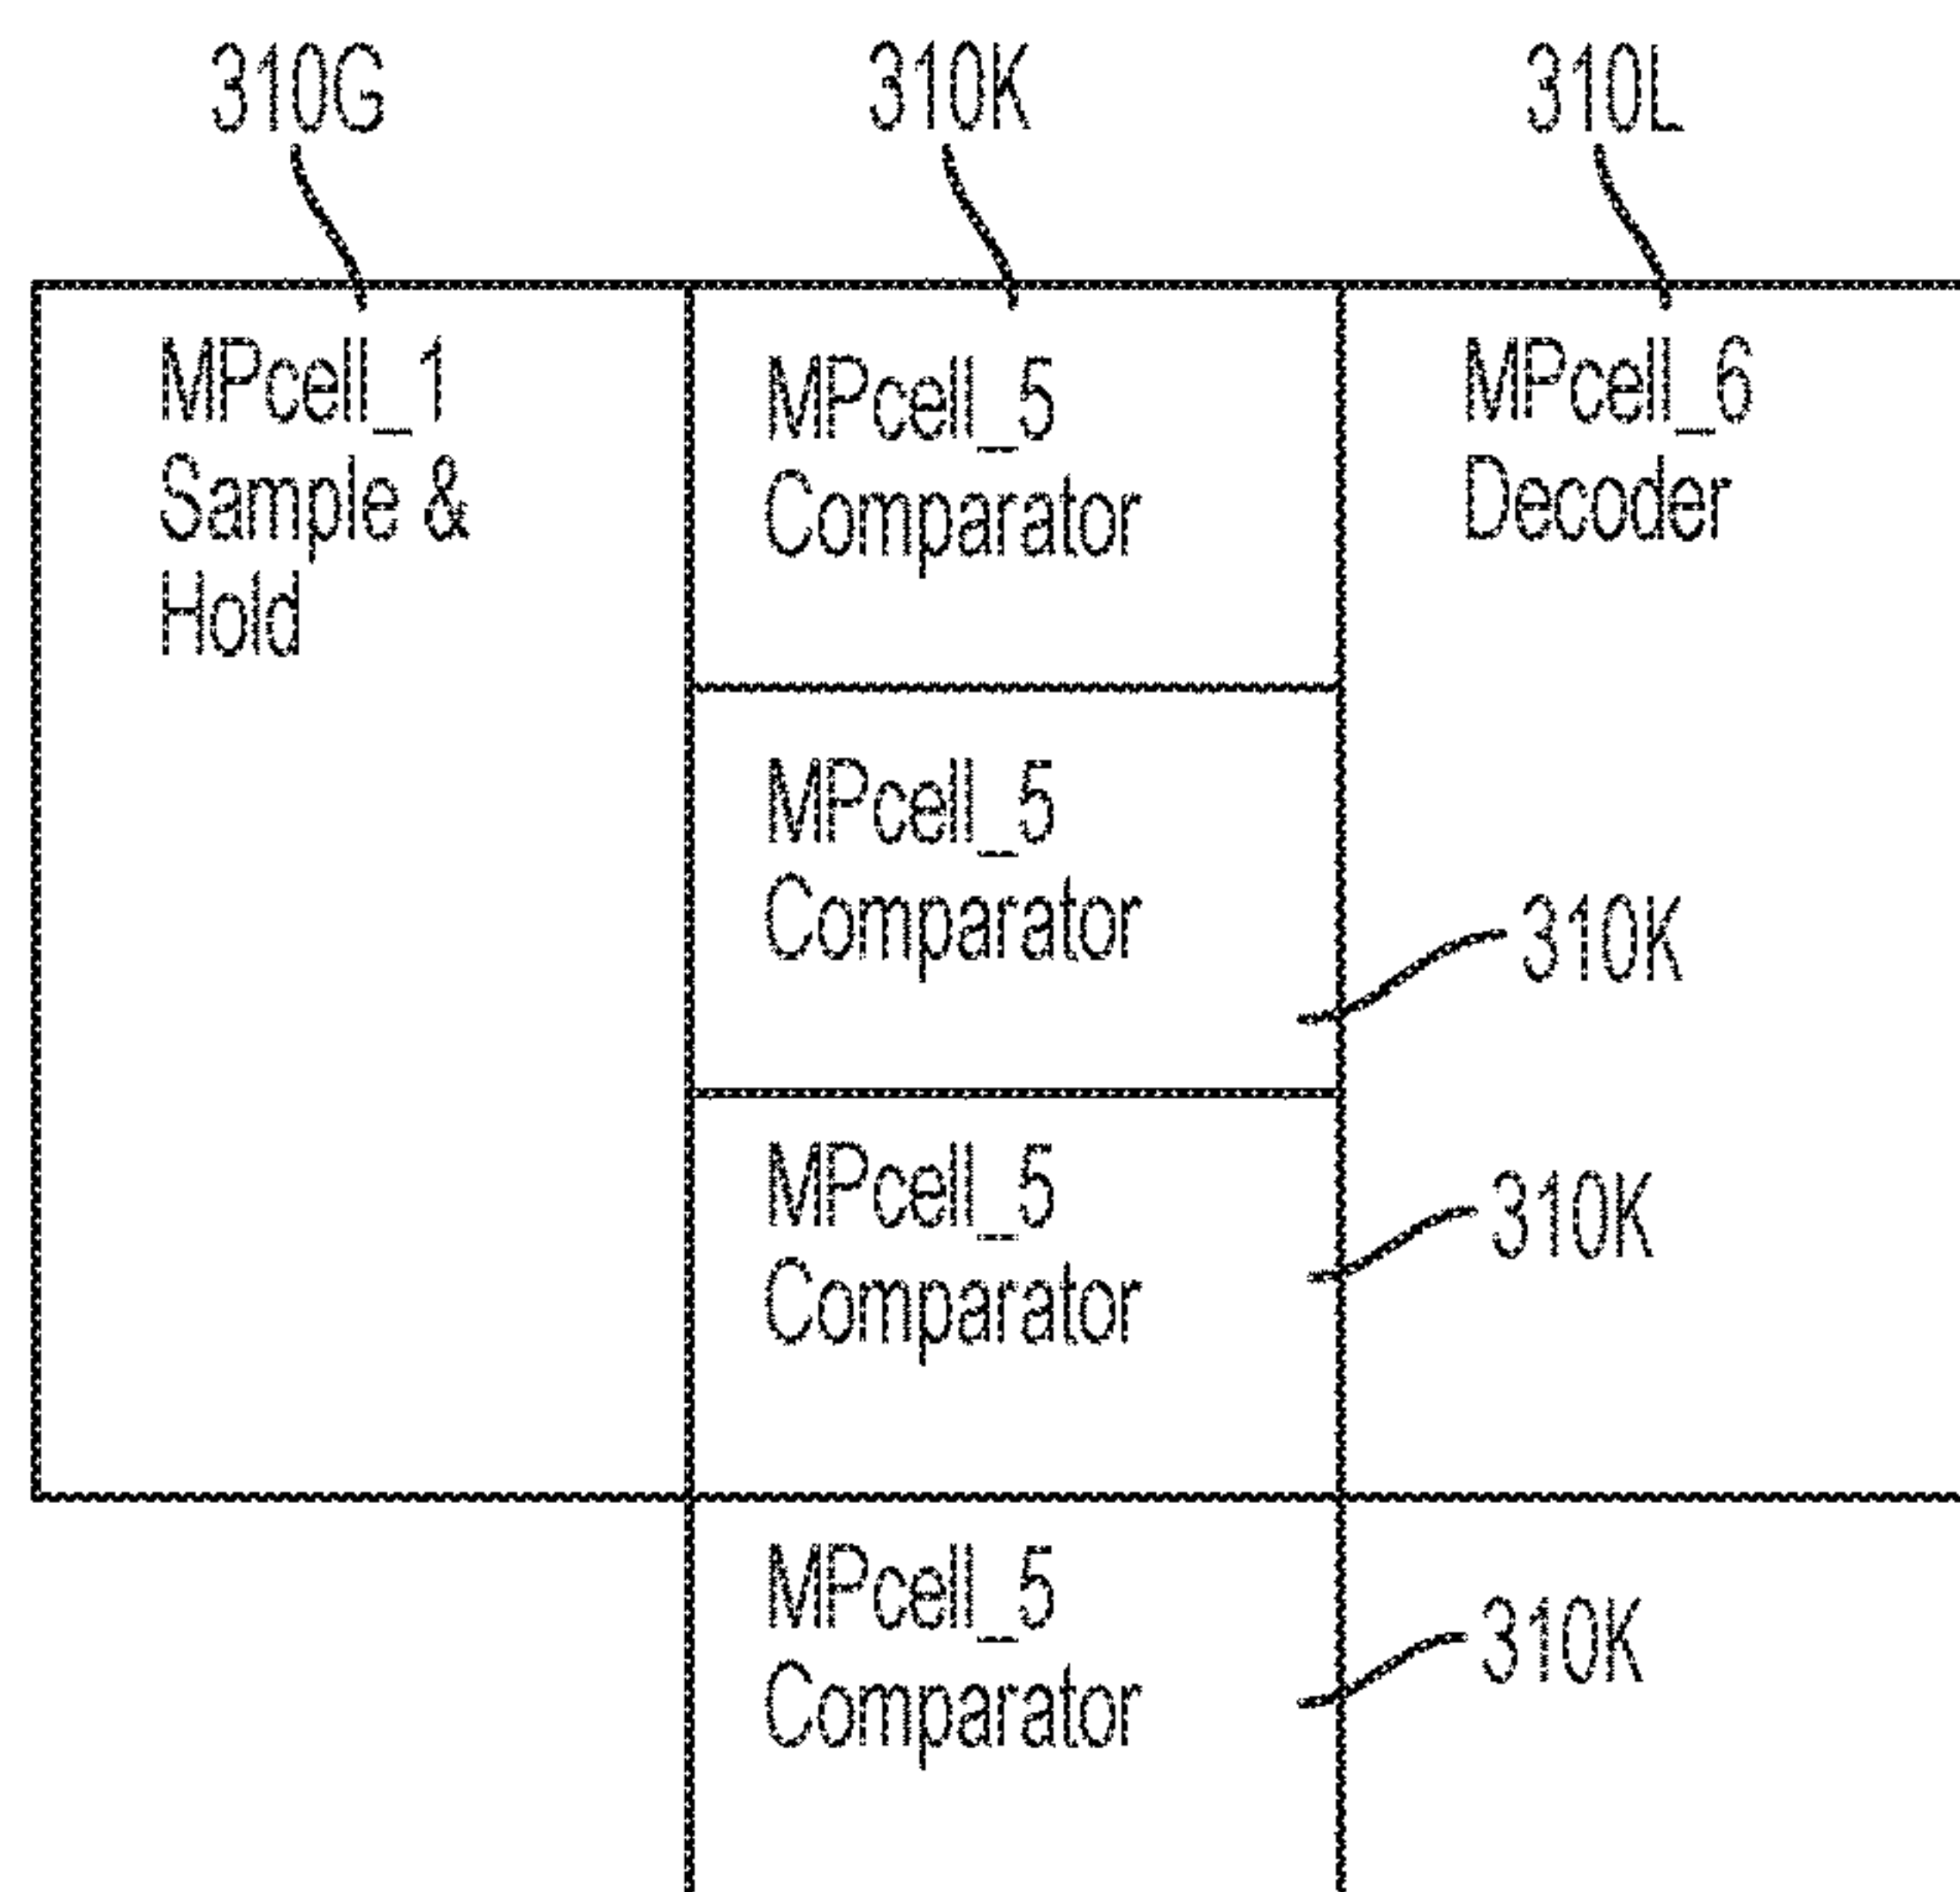 310G
310K
310L
MPcell_1
Sample &
Hold
MPcell_5
Comparator
MPcell_6
Decoder
MPcell_5
Comparator
310K
MPcell_5
Comparator
310K
MPcell_5
Comparator
310K